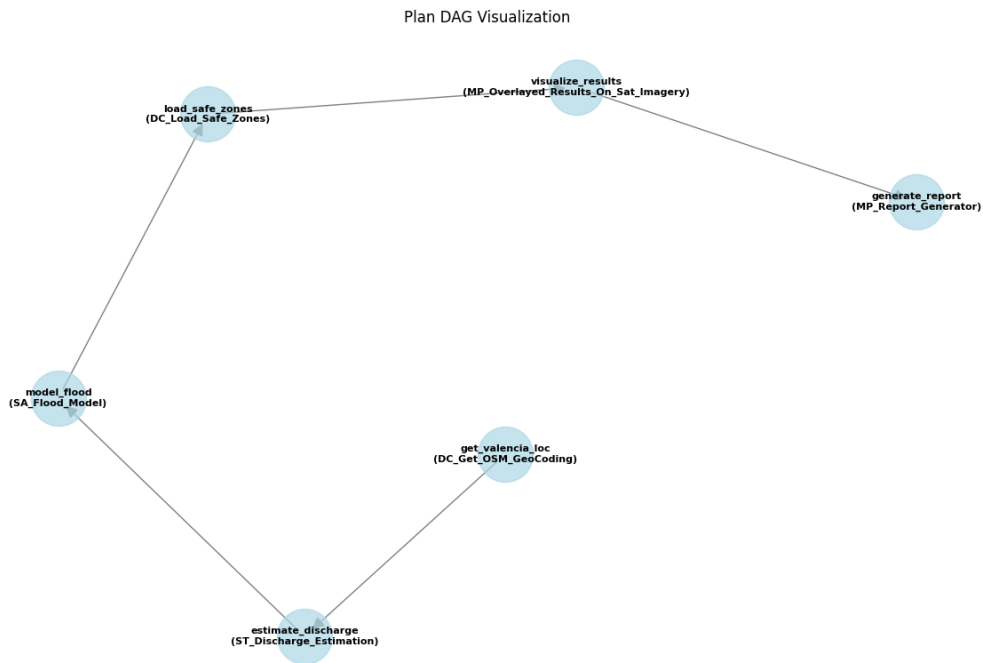 Plan DAG Visualization
visualize_results
(MP_Overlayed_Results_On_Sat_Imagery)
load_safe_zones
(DC_Load_Safe_Zones)
generate_report
(MP_Report_Generator)
model_flood
(SA_Flood_Model)
get_valencia_loc
(DC_Get_OSM_GeoCoding)
estimate_discharge
(ST_Discharge_Estimation)